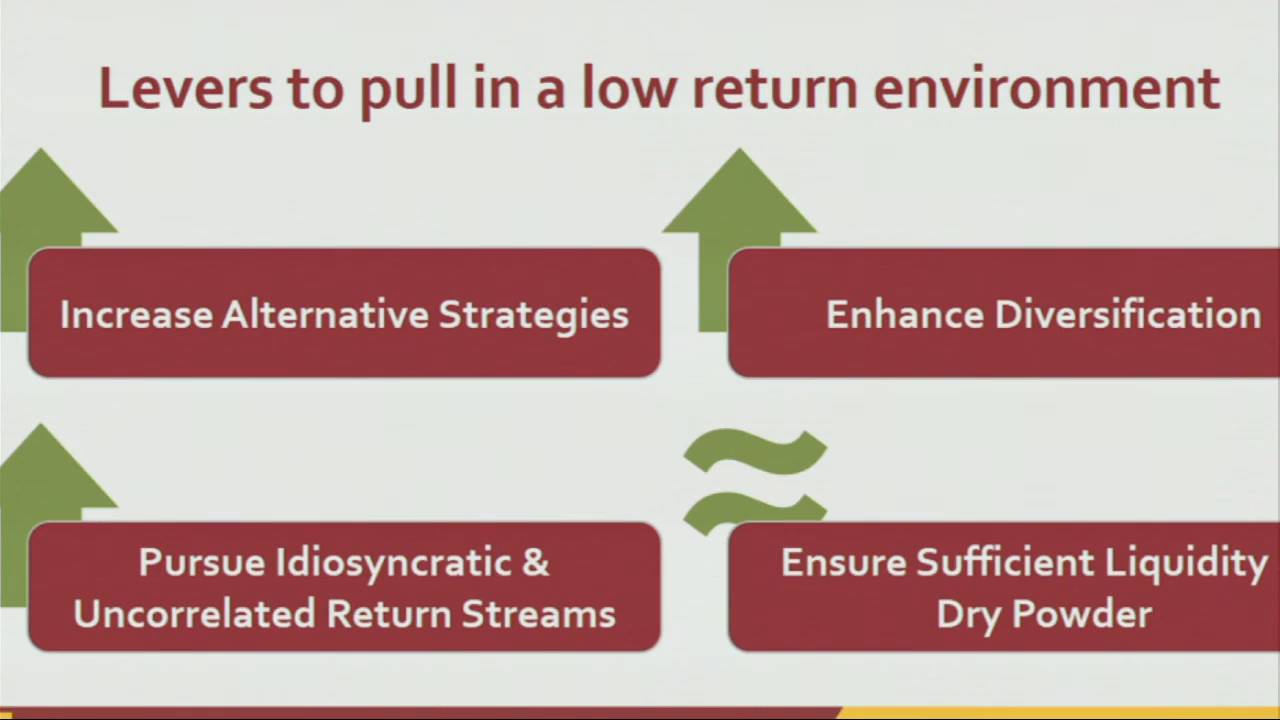 Levers to pull in a low return environment
Increase Alternative Strategies
Enhance Diversification
Pursue Idiosyncratic &
Uncorrelated Return Streams
Ensure Sufficient Liquidity
Dry Powder